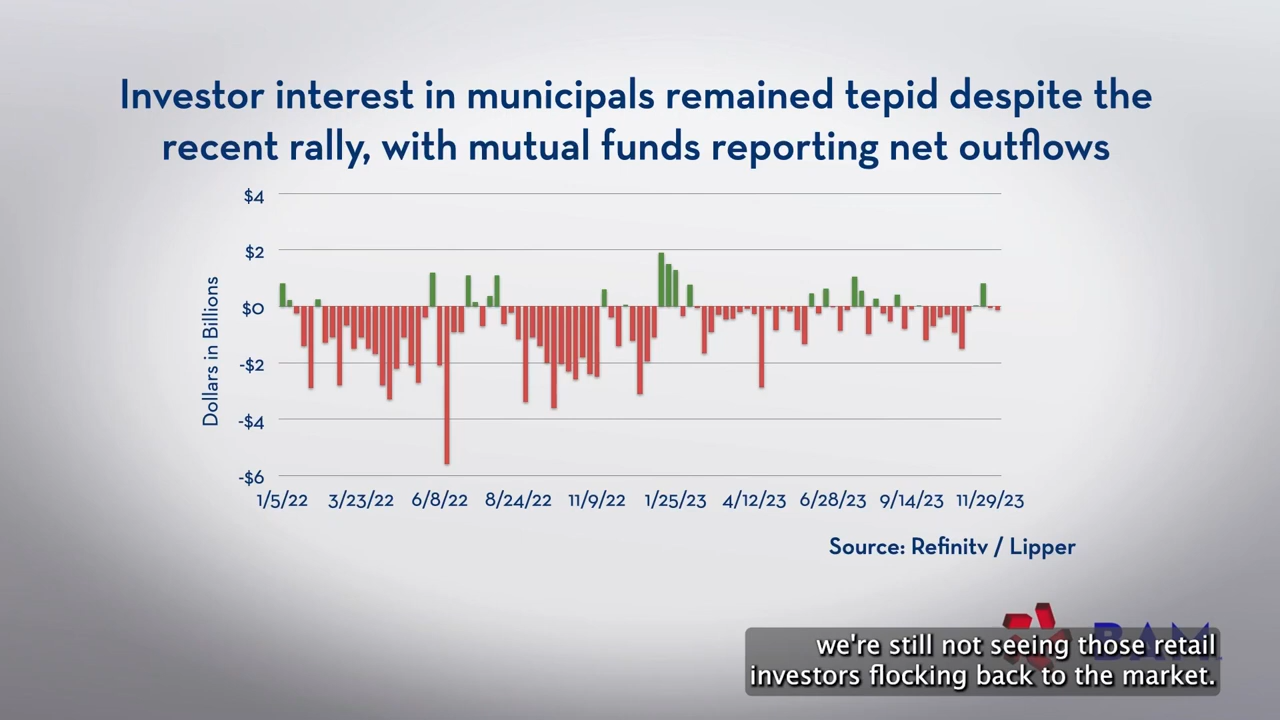 Investor interest in municipals remained tepid despite the
recent rally, with mutual funds reporting net outflows
$4
$2
$0
-$2
-$4
-$6
Dollars in Billions
1/5/22 3/23/22 6/8/22 8/24/22 11/9/22 1/25/23 4/12/23 6/28/23 9/14/23 11/29/23
Source: Refinitv / Lipper
BAM
we're still not seeing those retail
investors flocking back to the market.